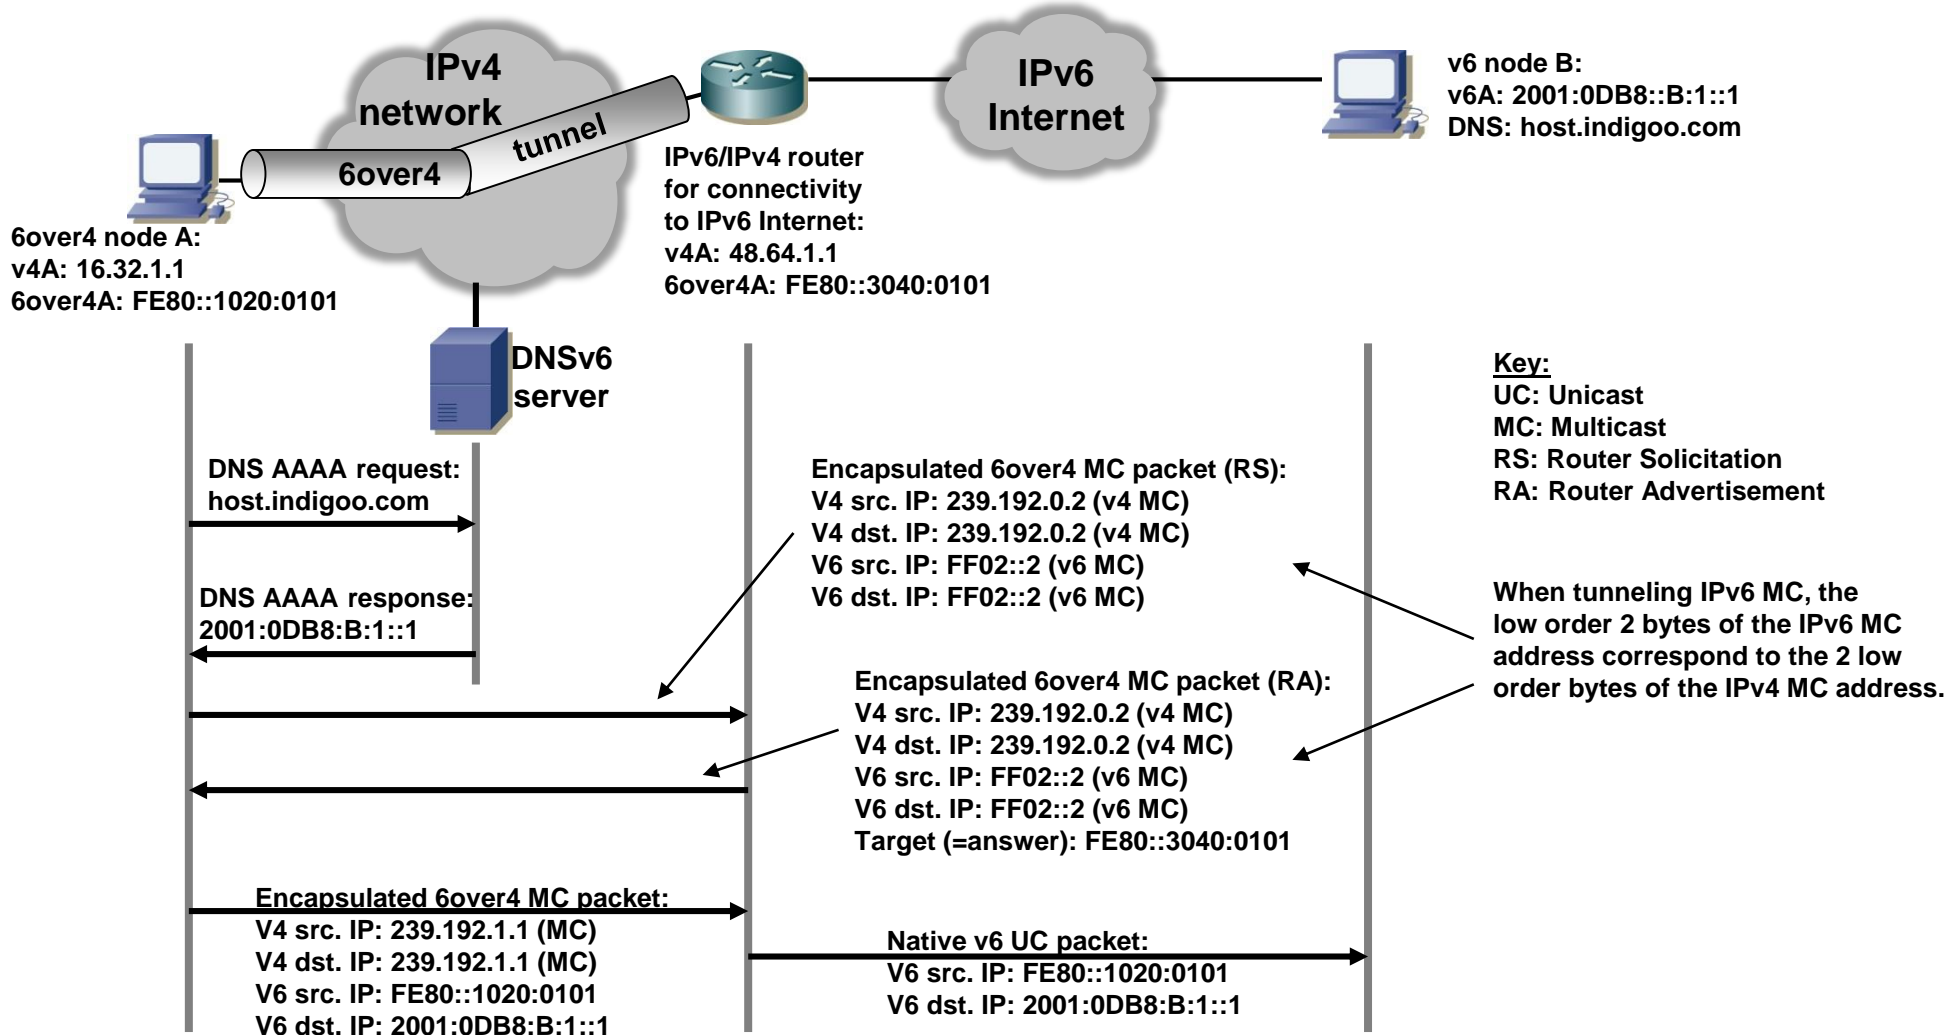 IPv4
network
6over4
tunnel
IPv6
Internet
v6 node B:
v6A: 2001:0DB8::B:1::1
DNS: host.indigoo.com
IPv6/IPv4 router
for connectivity
to IPv6 Internet:
v4A: 48.64.1.1
6over4A: FE80::3040:0101
6over4 node A:
v4A: 16.32.1.1
6over4A: FE80::1020:0101
DNSv6
server
Key:
UC: Unicast
MC: Multicast
RS: Router Solicitation
RA: Router Advertisement
DNS AAAA request:
host.indigoo.com
Encapsulated 6over4 MC packet (RS):
V4 src. IP: 239.192.0.2 (v4 MC)
V4 dst. IP: 239.192.0.2 (v4 MC)
V6 src. IP: FF02::2 (v6 MC)
V6 dst. IP: FF02::2 (v6 MC)
DNS AAAA response:
2001:0DB8:B:1::1
When tunneling IPv6 MC, the
low order 2 bytes of the IPv6 MC
address correspond to the 2 low
order bytes of the IPv4 MC address.
Encapsulated 6over4 MC packet (RA):
V4 src. IP: 239.192.0.2 (v4 MC)
V4 dst. IP: 239.192.0.2 (v4 MC)
V6 src. IP: FF02::2 (v6 MC)
V6 dst. IP: FF02::2 (v6 MC)
Target (=answer): FE80::3040:0101
Encapsulated 6over4 MC packet:
V4 src. IP: 239.192.1.1 (MC)
V4 dst. IP: 239.192.1.1 (MC)
V6 src. IP: FE80::1020:0101
V6 dst. IP: 2001:0DB8:B:1::1
Native v6 UC packet:
V6 src. IP: FE80::1020:0101
V6 dst. IP: 2001:0DB8:B:1::1